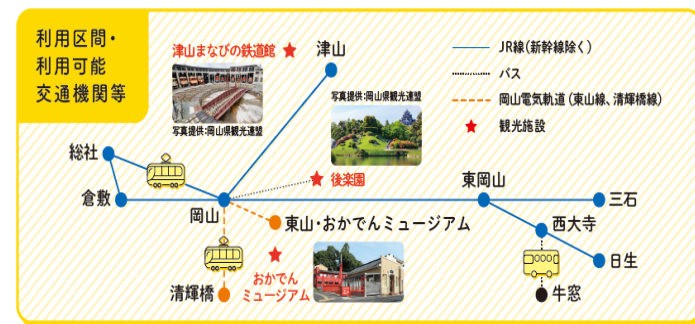 利用区間・
利用可能
交通機関等
津山まなびの鉄道館
写真提供:岡山県観光連盟
津山
JR線(新幹線除く)
バス
岡山電気軌道(東山線、清輝橋線)
観光施設
写真提供:岡山県観光連盟
後楽園
総社
倉敷
岡山
東岡山
三石
東山・おかでんミュージアム
西大寺
おかでん
ミュージアム
日生
清輝橋
牛窓